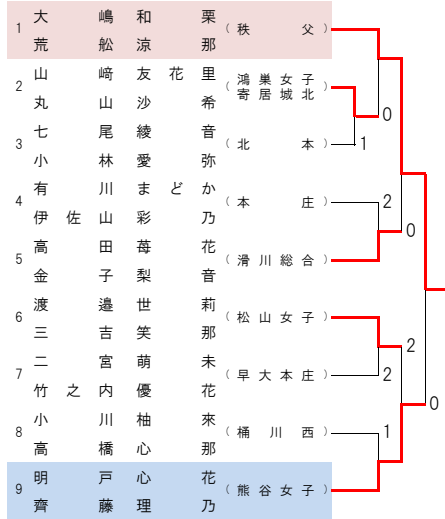 1 大嶋和栗 (秩父)
荒舩涼那
2 山﨑友花里 (鴻巣女子
丸山沙希 寄居城北)
0
3 七尾綾音 (北本) 1
小林愛弥
4 有川まどか (本庄) 2
伊佐山彩乃
0
5 高田苺花 (滑川総合)
金子梨音
6 渡邉世莉 (松山女子)
三吉笑那
2
7 二宮萌未 (早大本庄) 2
竹之内優花
0
8 小川柚來 (桶川西) 1
高橋心那
9 明戸心花 (熊谷女子)
齊藤理乃